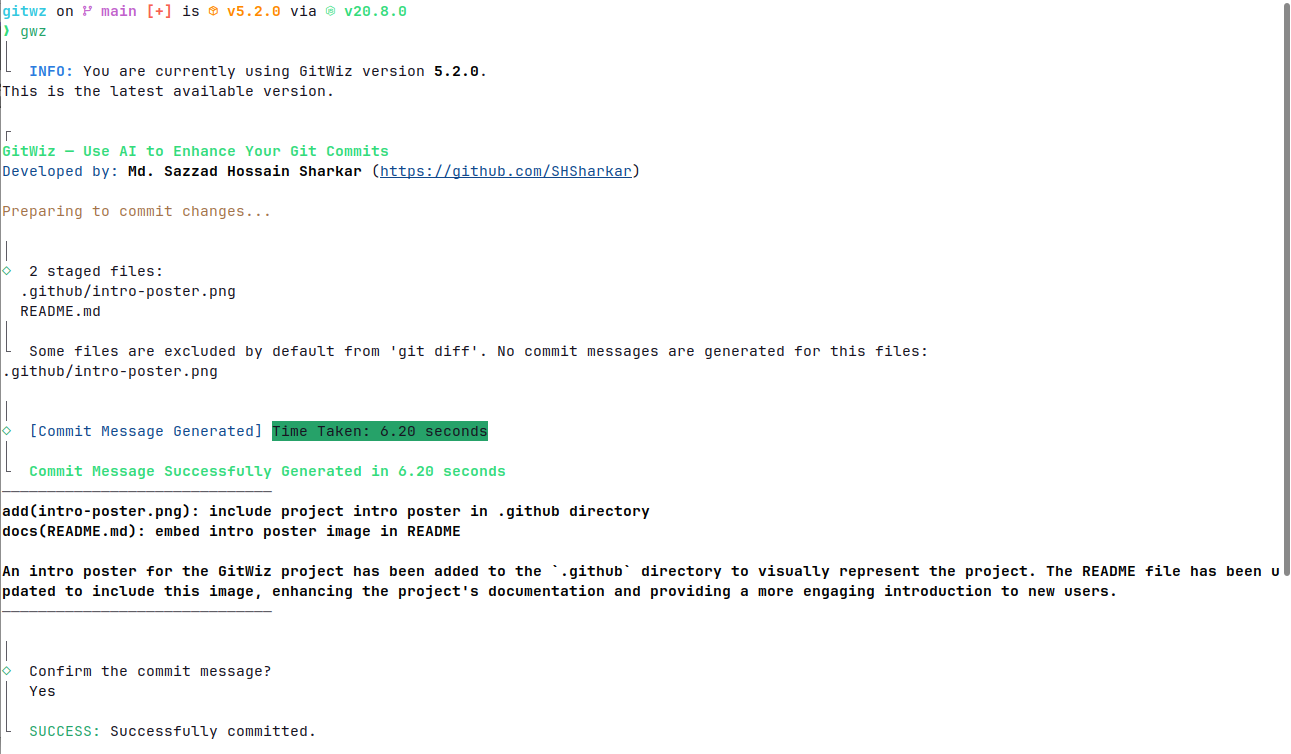 gitwz on main [+] is v5.2.0 via v20.8.0
❯ gwz
INFO: You are currently using GitWiz version 5.2.0.
This is the latest available version.
GitWiz — Use AI to Enhance Your Git Commits
Developed by: Md. Sazzad Hossain Sharkar (https://github.com/SHSharkar)
Preparing to commit changes...
2 staged files:
.github/intro-poster.png
README.md
Some files are excluded by default from 'git diff'. No commit messages are generated for this files:
.github/intro-poster.png
[Commit Message Generated] Time Taken: 6.20 seconds
Commit Message Successfully Generated in 6.20 seconds
add(intro-poster.png): include project intro poster in .github directory
docs(README.md): embed intro poster image in README
An intro poster for the GitWiz project has been added to the `.github` directory to visually represent the project. The README file has been u
pdated to include this image, enhancing the project's documentation and providing a more engaging introduction to new users.
Confirm the commit message?
Yes
SUCCESS: Successfully committed.